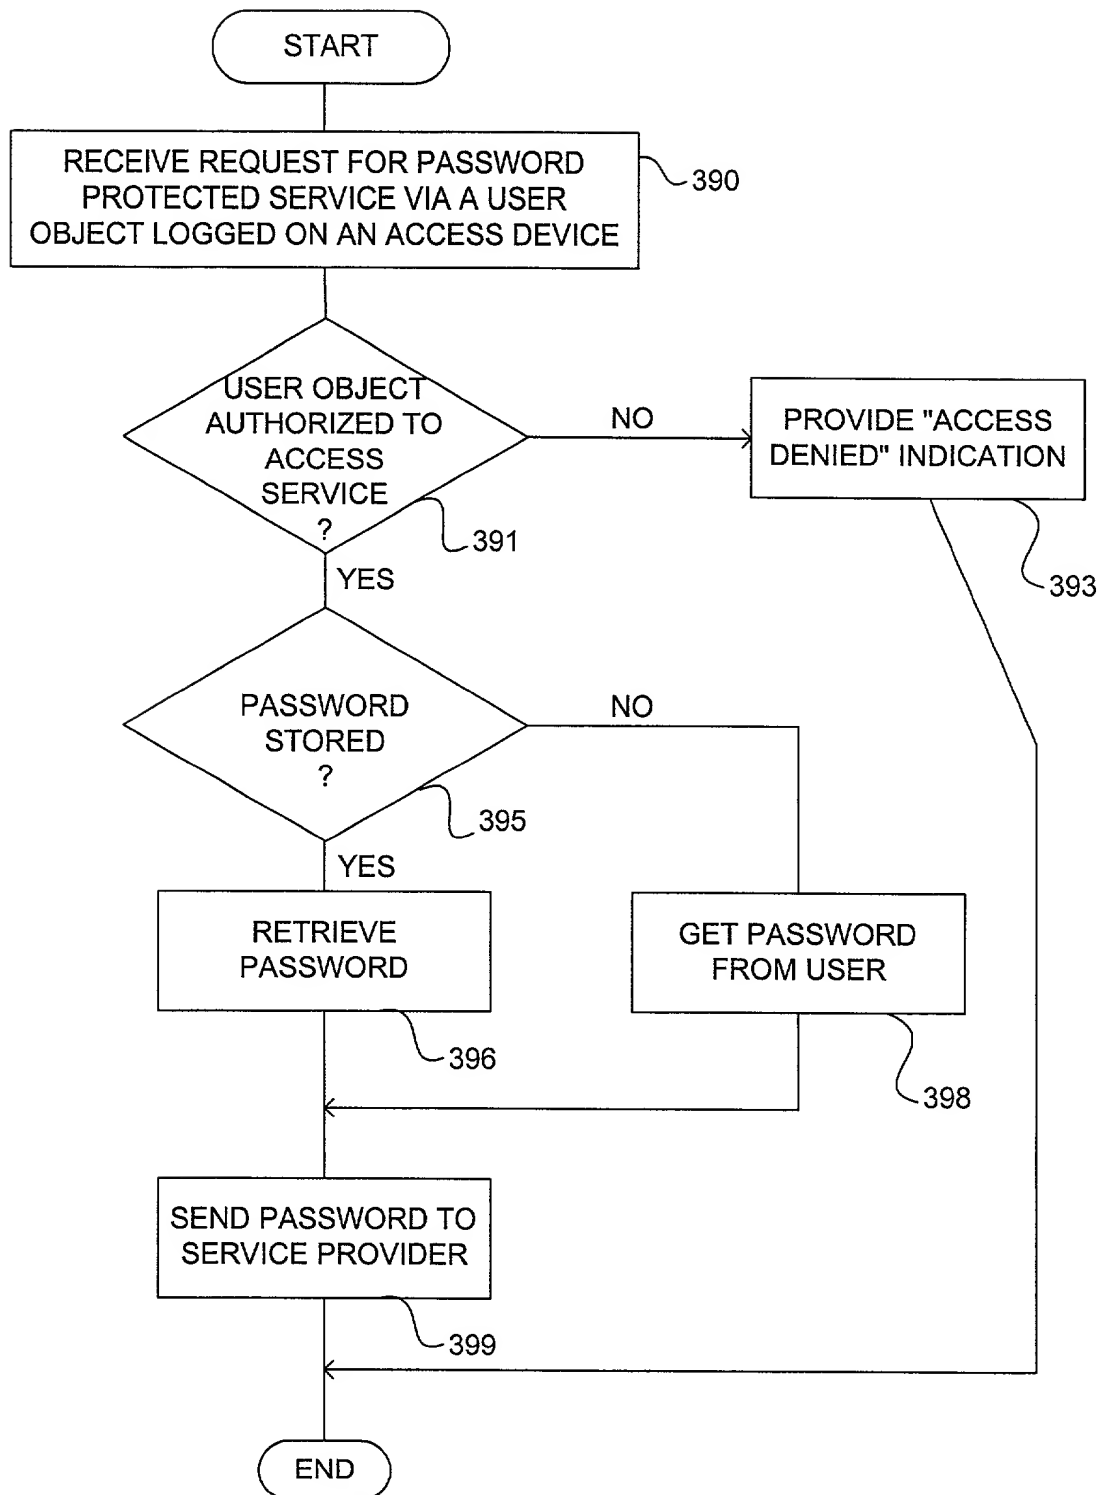 START
RECEIVE REQUEST FOR PASSWORD
PROTECTED SERVICE VIA A USER
OBJECT LOGGED ON AN ACCESS DEVICE
390
USER OBJECT
AUTHORIZED TO
ACCESS
SERVICE
?
391
NO
PROVIDE "ACCESS
DENIED" INDICATION
393
YES
PASSWORD
STORED
?
395
NO
YES
RETRIEVE
PASSWORD
396
GET PASSWORD
FROM USER
398
SEND PASSWORD TO
SERVICE PROVIDER
399
END